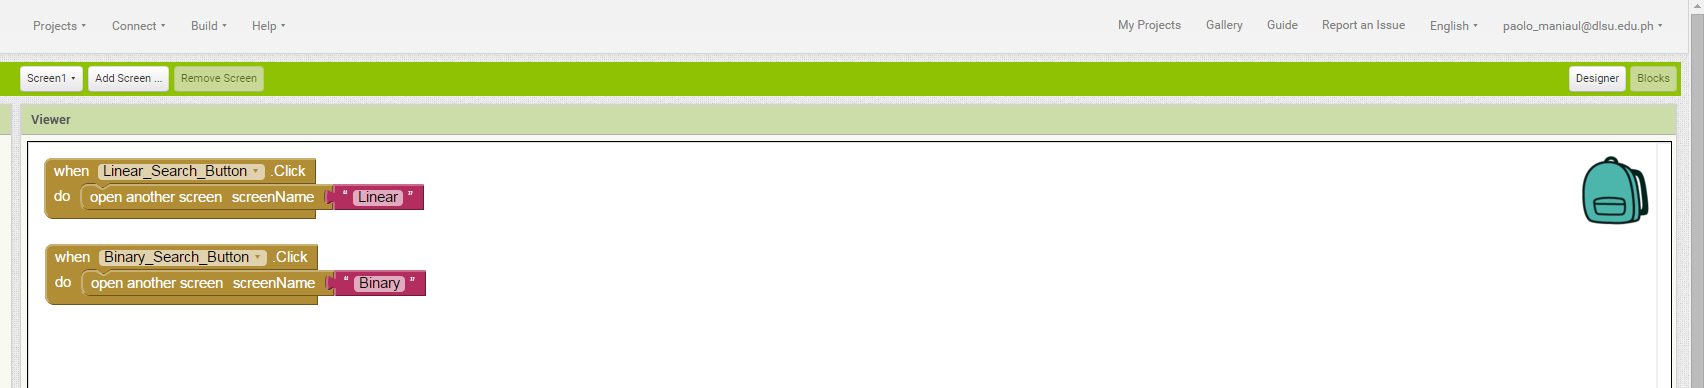 Projects Connect Build Help My Projects Gallery Guide Report an Issue English paolo_maniaul@dlsu.edu.ph
Screen1 Add Screen ... Remove Screen Designer Blocks
Viewer
when Linear_Search_Button .Click
do open another screen screenName " Linear "
when Binary_Search_Button .Click
do open another screen screenName " Binary "